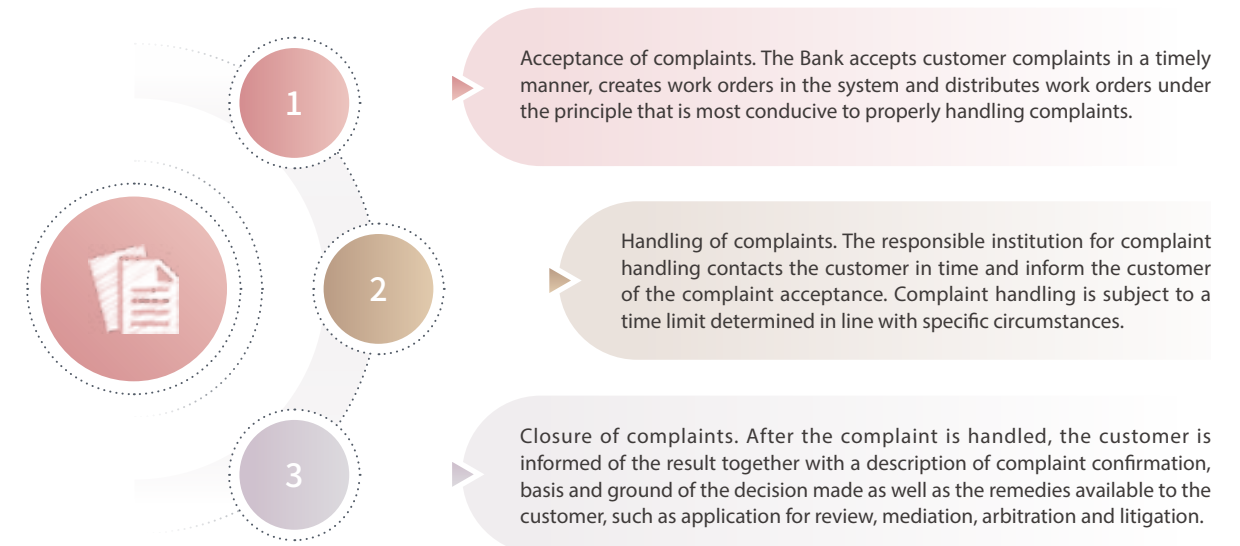 1
Acceptance of complaints. The Bank accepts customer complaints in a timely
manner, creates work orders in the system and distributes work orders under
the principle that is most conducive to properly handling complaints.
2
Handling of complaints. The responsible institution for complaint
handling contacts the customer in time and inform the customer
of the complaint acceptance. Complaint handling is subject to a
time limit determined in line with specific circumstances.
3
Closure of complaints. After the complaint is handled, the customer is
informed of the result together with a description of complaint confirmation,
basis and ground of the decision made as well as the remedies available to the
customer, such as application for review, mediation, arbitration and litigation.